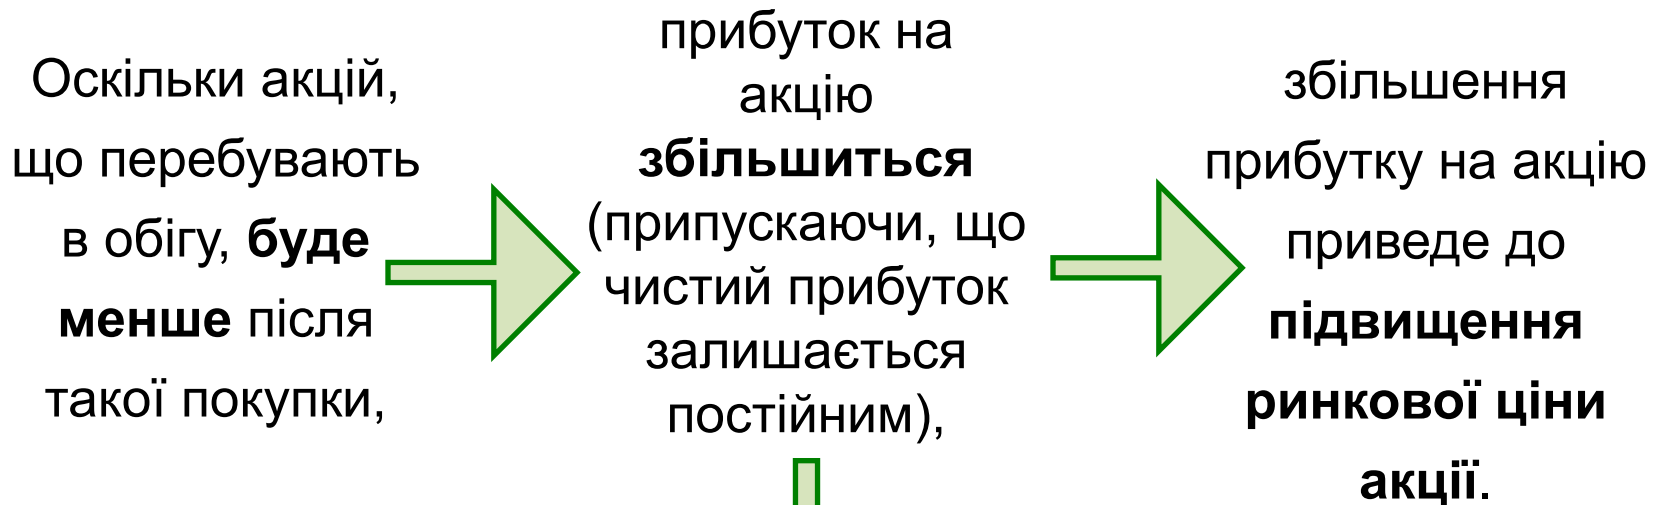 Оскільки акцій,
що перебувають
в обігу, буде
менше після
такої покупки,
прибуток на
акцію
збільшиться
(припускаючи, що
чистий прибуток
залишається
постійним),
збільшення
прибутку на акцію
приведе до
підвищення
ринкової ціни
акції.